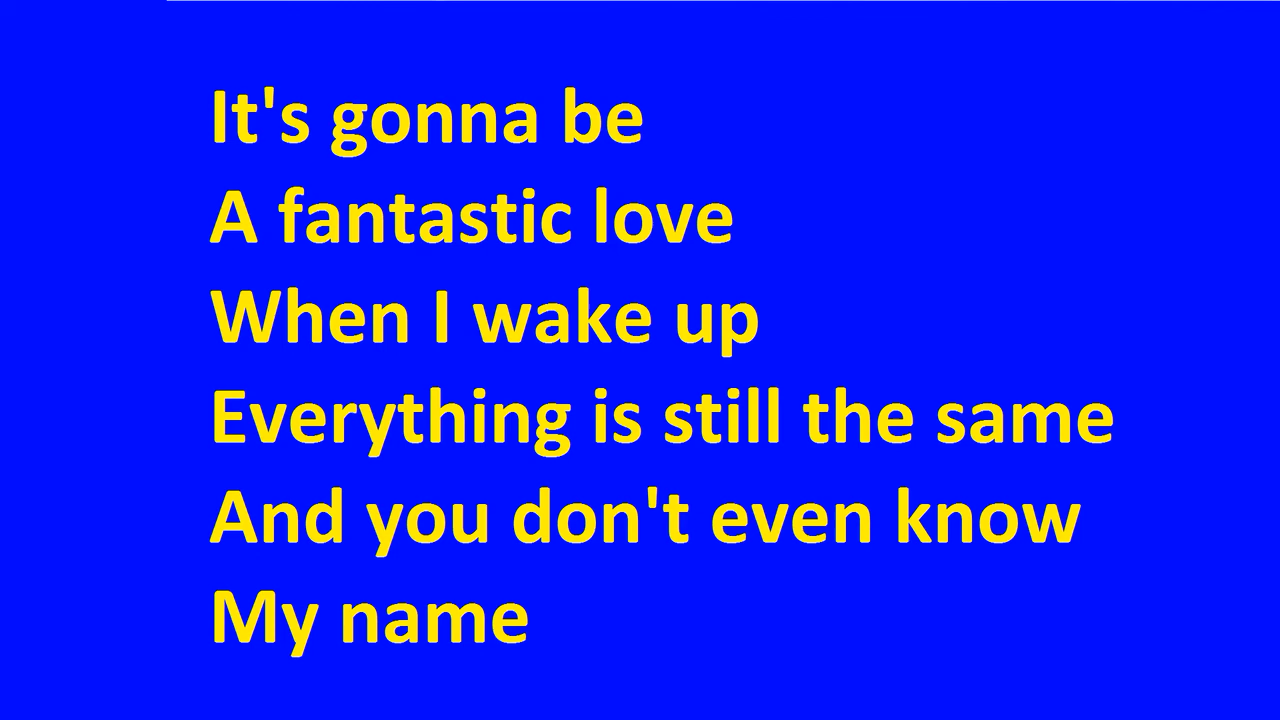 It's gonna be
A fantastic love
When I wake up
Everything is still the same
And you don't even know
My name